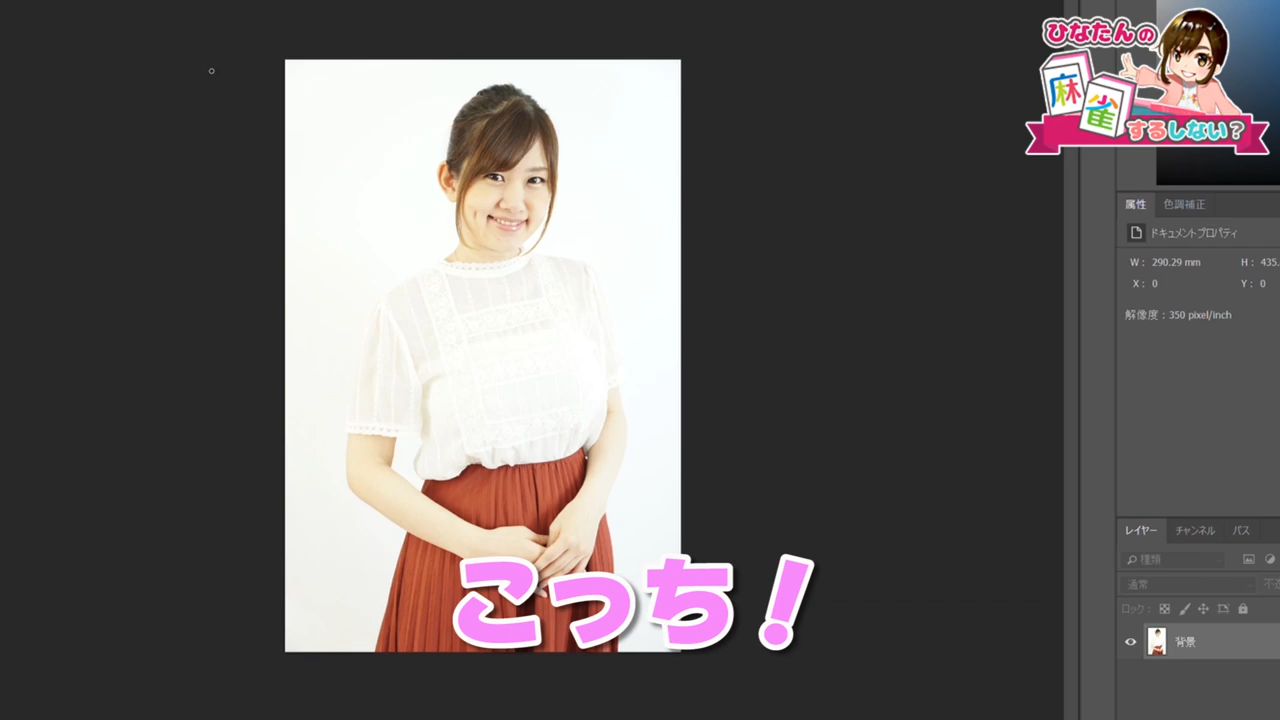 ひなたんの
麻雀
するしない？
属性 色調補正
ドキュメントプロパティ
W： 290.29 mm H： 435.
X： 0 Y： 0
解像度：350 pixel/inch
こっち！
レイヤー チャンネル パス
種類
通常
ロック：
背景